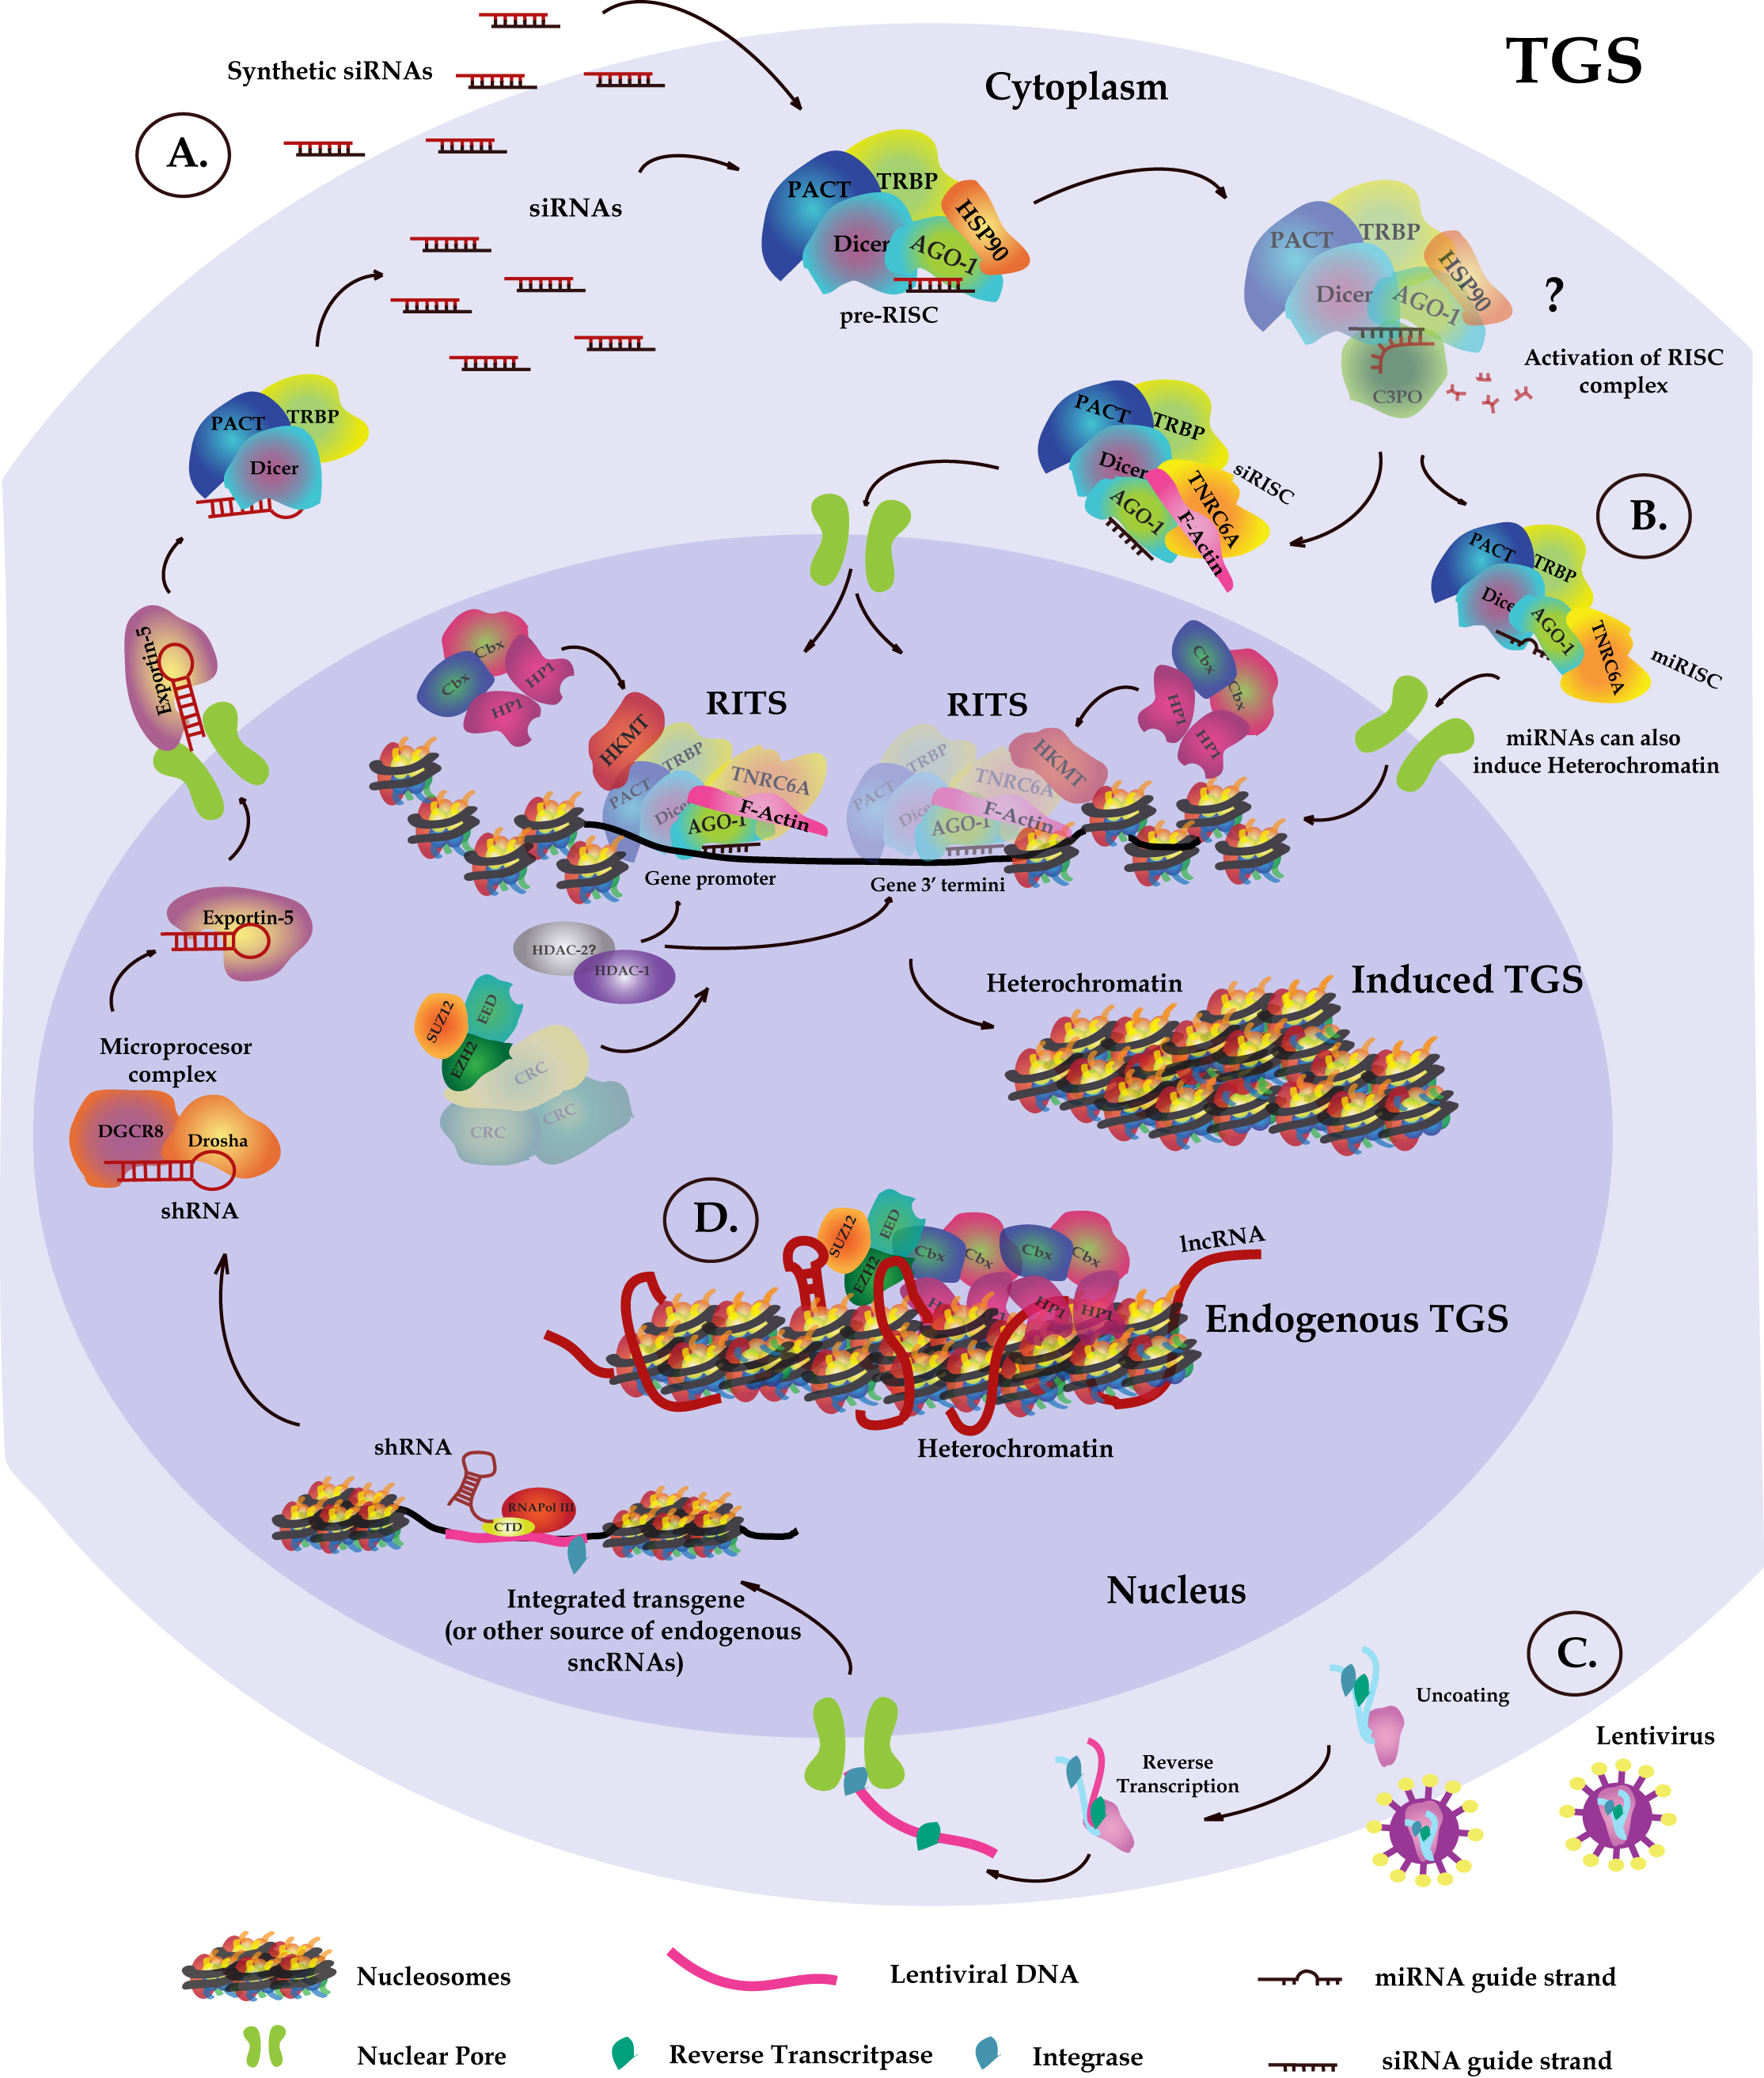 TGS
Synthetic siRNAs
Cytoplasm
A.
siRNAs
PACT
TRBP
HSP90
Dicer
AGO-1
pre-RISC
PACT
TRBP
HSP90
Dicer
AGO-1
C3PO
?
Activation of RISC
complex
PACT
TRBP
Dicer
PACT
TRBP
Dicer
AGO-1
TNRC6A
F-Actin
siRISC
B.
PACT
TRBP
Dice
AGO-1
TNRC6A
miRISC
miRNAs can also
induce Heterochromatin
Exportin-5
Cbx
Cbx
HP1
HP1
RITS
HKMT
TRBP
PACT
Dice
TNRC6A
AGO-1
F-Actin
RITS
TRBP
PACT
Dice
TNRC6A
AGO-1
F-Actin
HKMT
Cbx
Cbx
HP1
HP1
Gene promoter
Gene 3’ termini
Exportin-5
HDAC-2?
HDAC-1
SUZ12
EED
EZH2
CRC
CRC
CRC
Heterochromatin
Induced TGS
Microprocesor
complex
DGCR8
Drosha
shRNA
D.
SUZ12
EED
EZH2
Cbx
Cbx
Cbx
Cbx
HP1
HP1
lncRNA
Endogenous TGS
Heterochromatin
shRNA
RNAPol III
CTD
Integrated transgene
(or other source of endogenous
sncRNAs)
Nucleus
C.
Uncoating
Lentivirus
Reverse
Transcription
Nucleosomes
Lentiviral DNA
miRNA guide strand
Nuclear Pore
Reverse Transcritpase
Integrase
siRNA guide strand